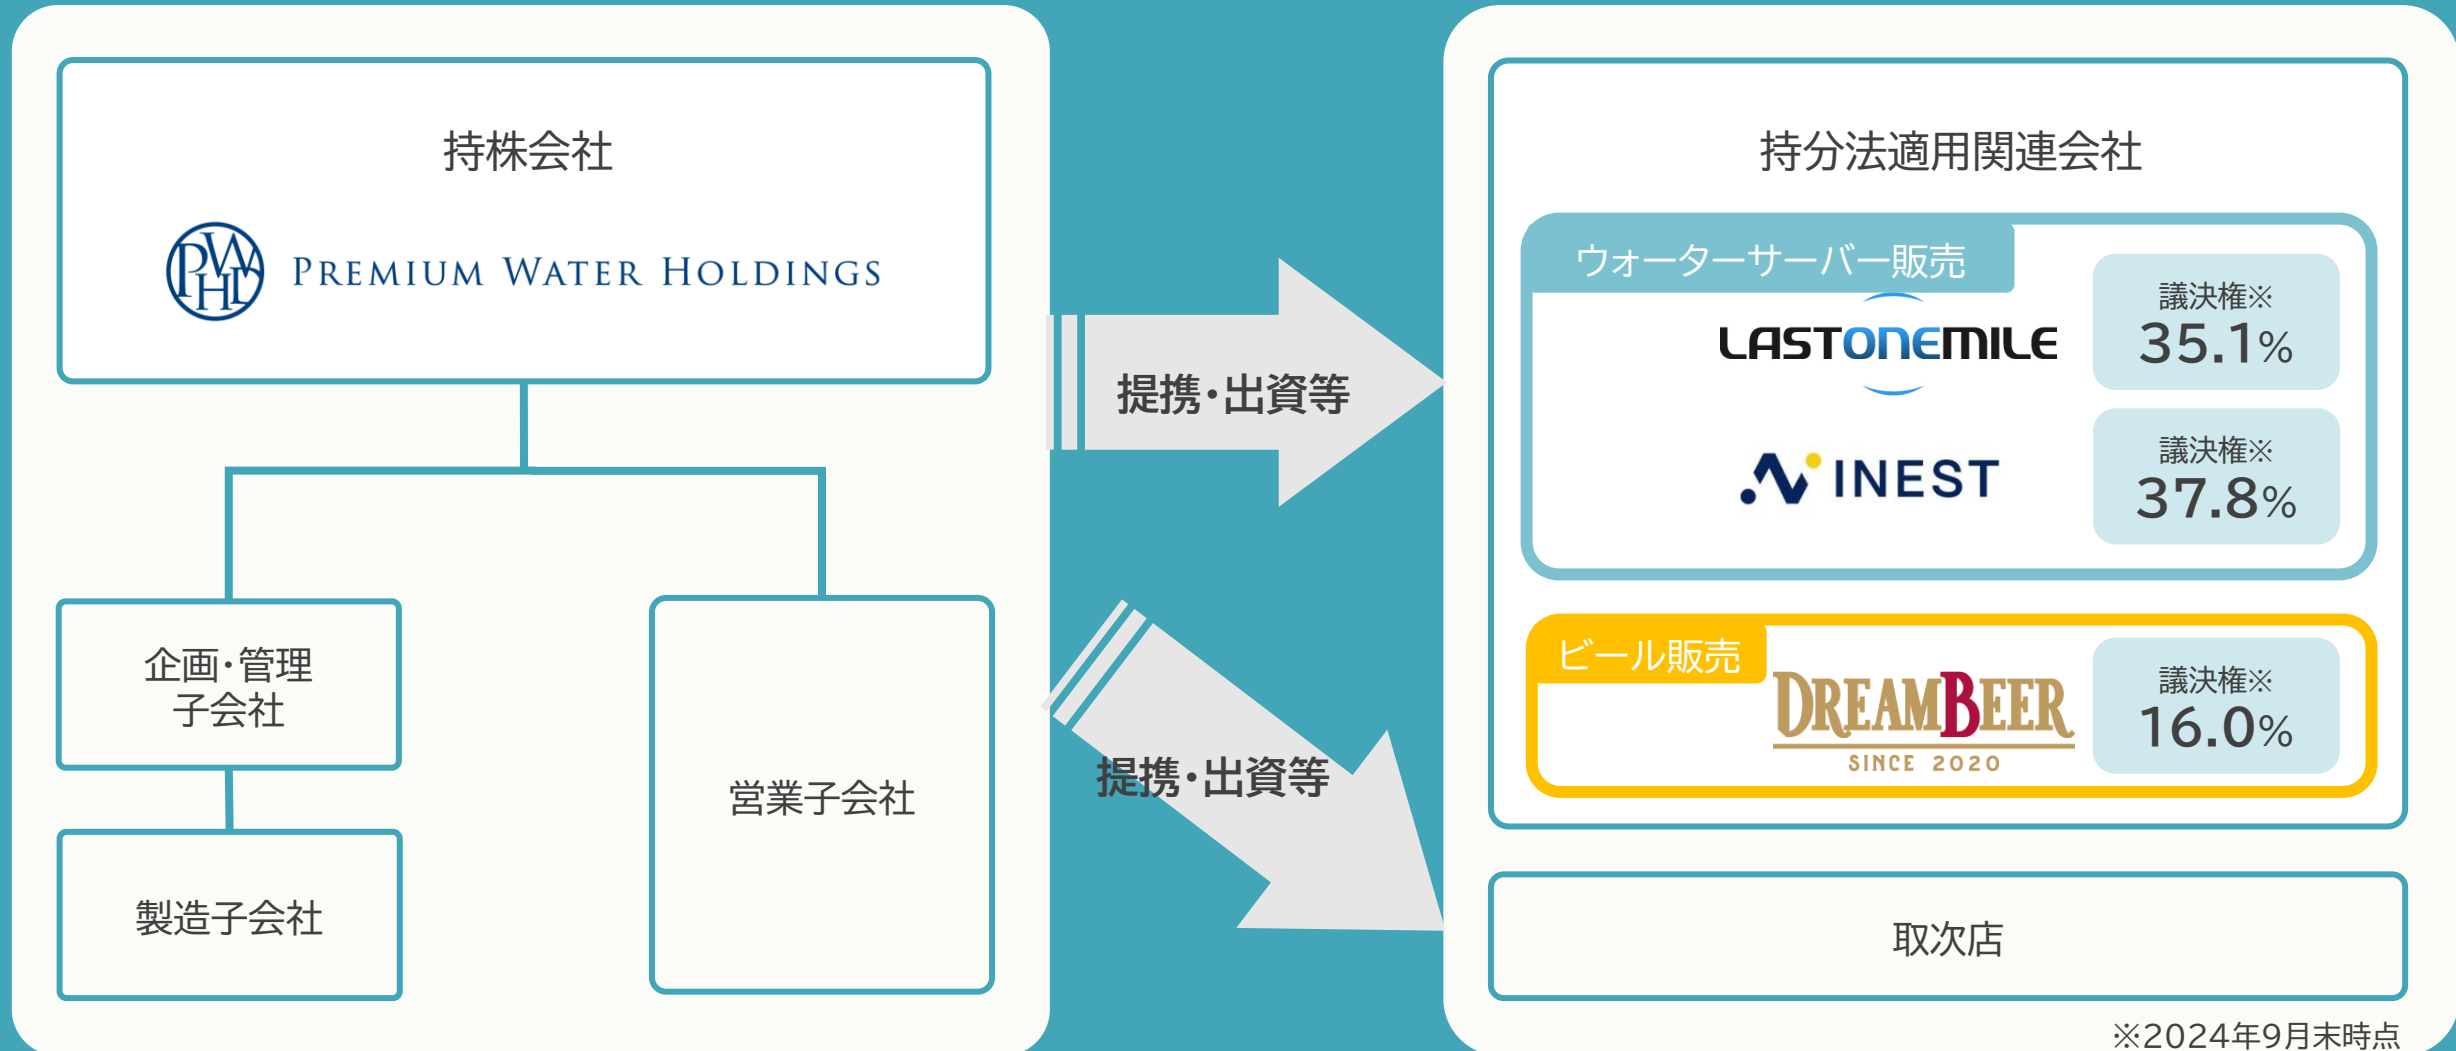 持株会社
PWHD
PREMIUM WATER HOLDINGS
企画・管理
子会社
製造子会社
営業子会社
提携・出資等
提携・出資等
持分法適用関連会社
ウォーターサーバー販売
LASTONEMILE
議決権※
35.1%
INEST
議決権※
37.8%
ビール販売
DREAMBEER
SINCE 2020
議決権※
16.0%
取次店
※2024年9月末時点